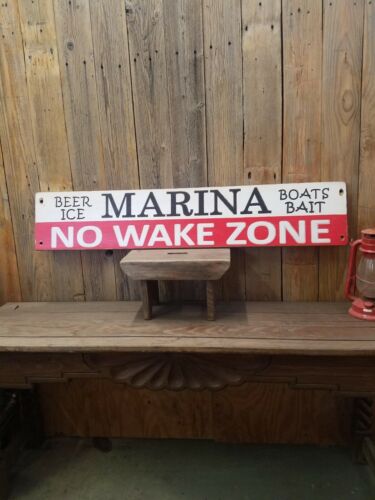 BEER ICE MARINA BOATS BAIT
NO WAKE ZONE